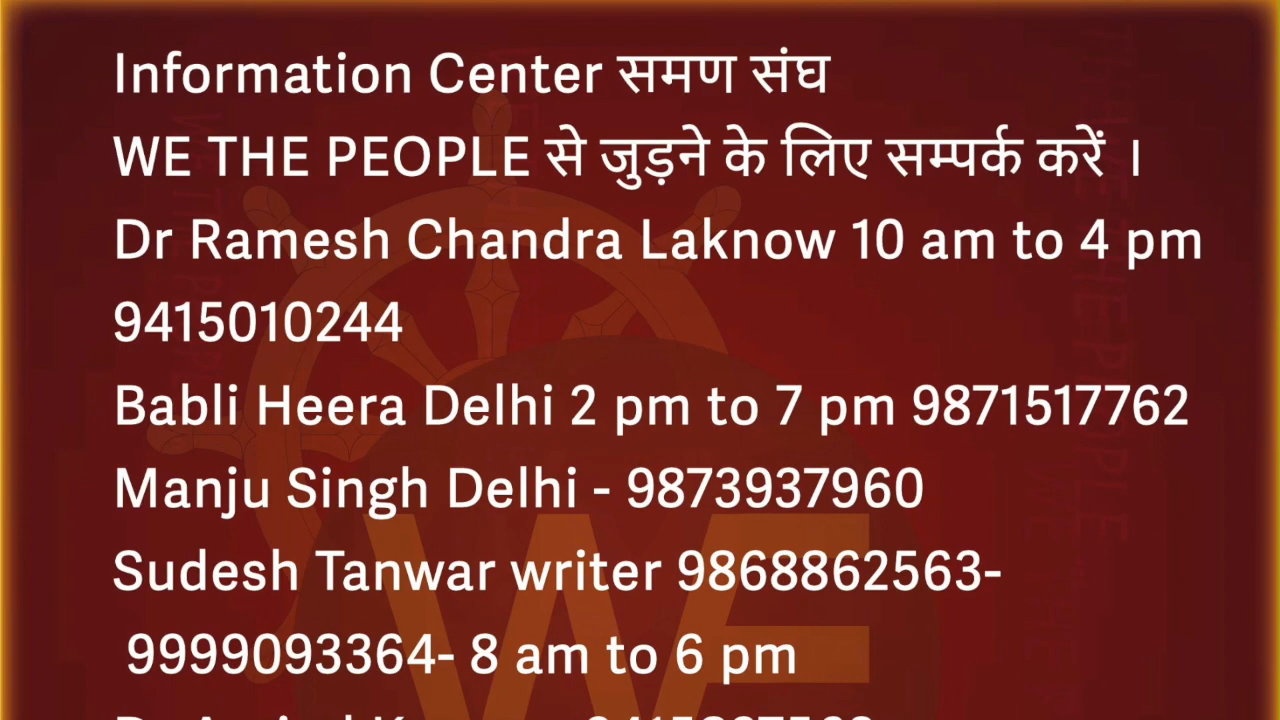 Information Center समण संघ
WE THE PEOPLE से जुड़ने के लिए सम्पर्क करें ।
Dr Ramesh Chandra Laknow 10 am to 4 pm
9415010244
Babli Heera Delhi 2 pm to 7 pm 9871517762
Manju Singh Delhi - 9873937960
Sudesh Tanwar writer 9868862563-
9999093364- 8 am to 6 pm
WE